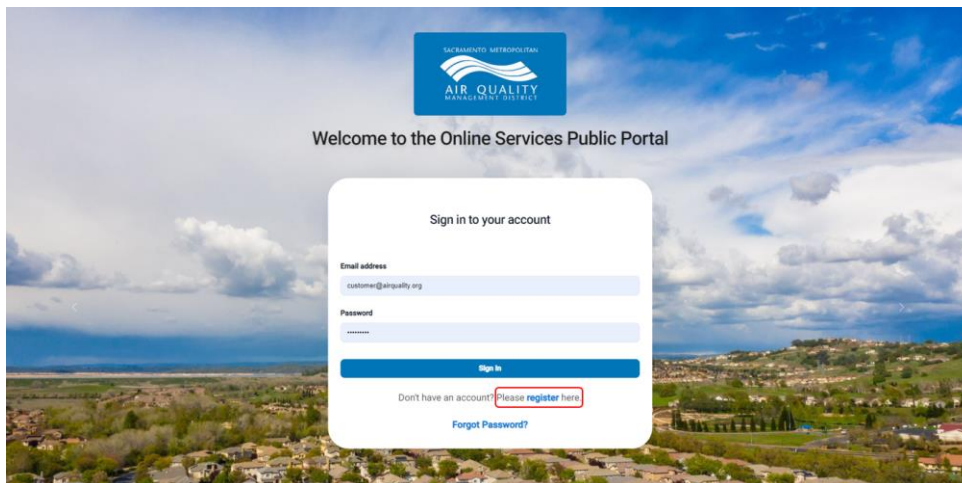 SACRAMENTO METROPOLITAN
AIR QUALITY
MANAGEMENT DISTRICT
Welcome to the Online Services Public Portal
Sign in to your account
Email address
customer@airquality.org
Password
•••••••••
Sign In
Don't have an account? Please register here.
Forgot Password?